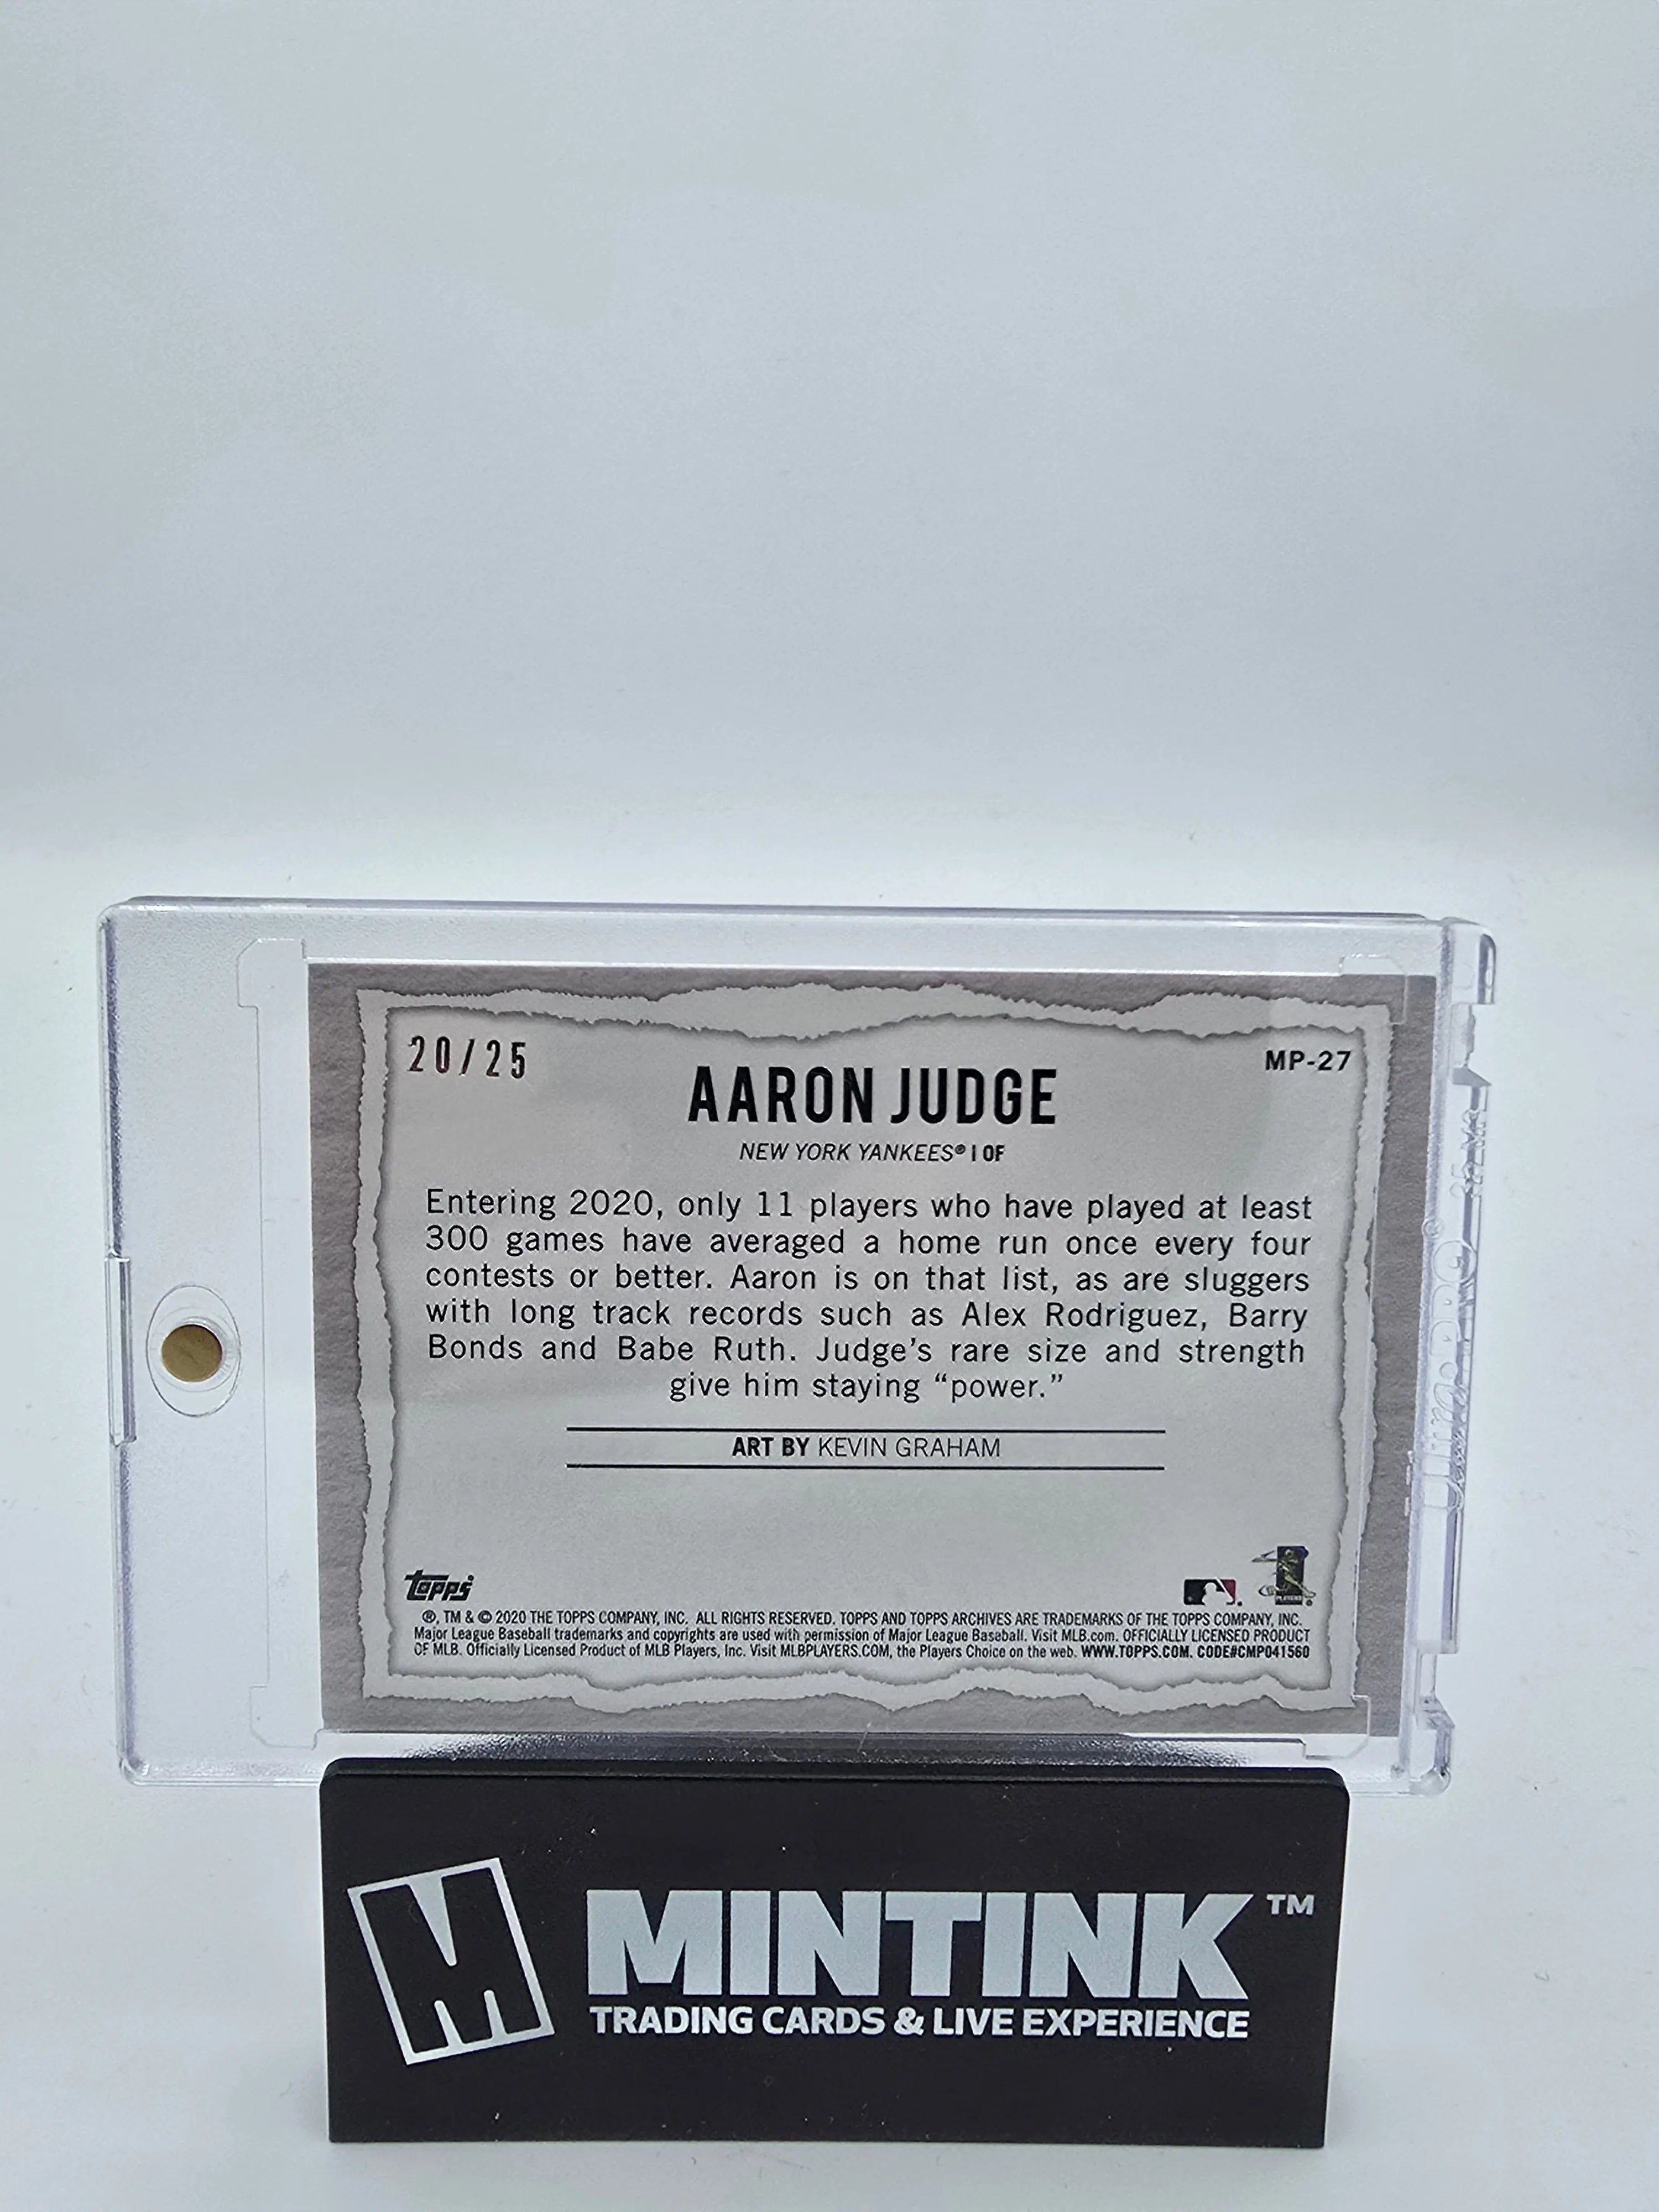 20/25
MP-27
AARON JUDGE
NEW YORK YANKEES® | OF
Entering 2020, only 11 players who have played at least
300 games have averaged a home run once every four
contests or better. Aaron is on that list, as are sluggers
with long track records such as Alex Rodriguez, Barry
Bonds and Babe Ruth. Judge's rare size and strength
give him staying “power.”
ART BY KEVIN GRAHAM
topps
®, TM & © 2020 THE TOPPS COMPANY, INC. ALL RIGHTS RESERVED. TOPPS AND TOPPS ARCHIVES ARE TRADEMARKS OF THE TOPPS COMPANY, INC.
Major League Baseball trademarks and copyrights are used with permission of Major League Baseball. Visit MLB.com. OFFICIALLY LICENSED PRODUCT
OF MLB. Officially Licensed Product of MLB Players, Inc. Visit MLBPLAYERS.COM, the Players Choice on the web. WWW.TOPPS.COM. CODE#CMP041560
M MINTINK™
TRADING CARDS & LIVE EXPERIENCE